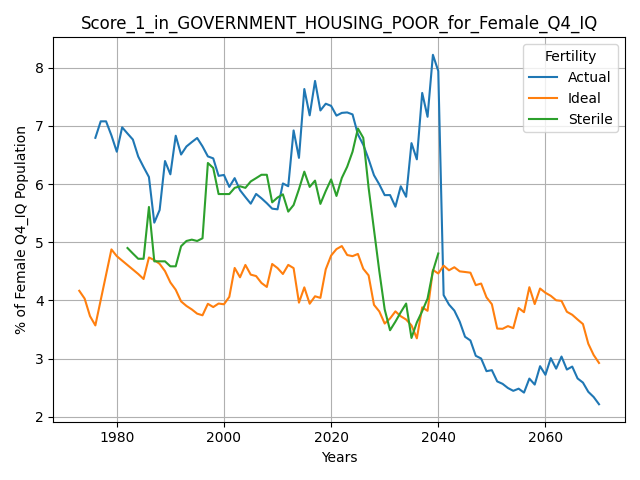 Score_1_in_GOVERNMENT_HOUSING_POOR_for_Female_Q4_IQ
Fertility
Actual
Ideal
Sterile
% of Female Q4_IQ Population
8
7
6
5
4
3
2
1980
2000
2020
2040
2060
Years